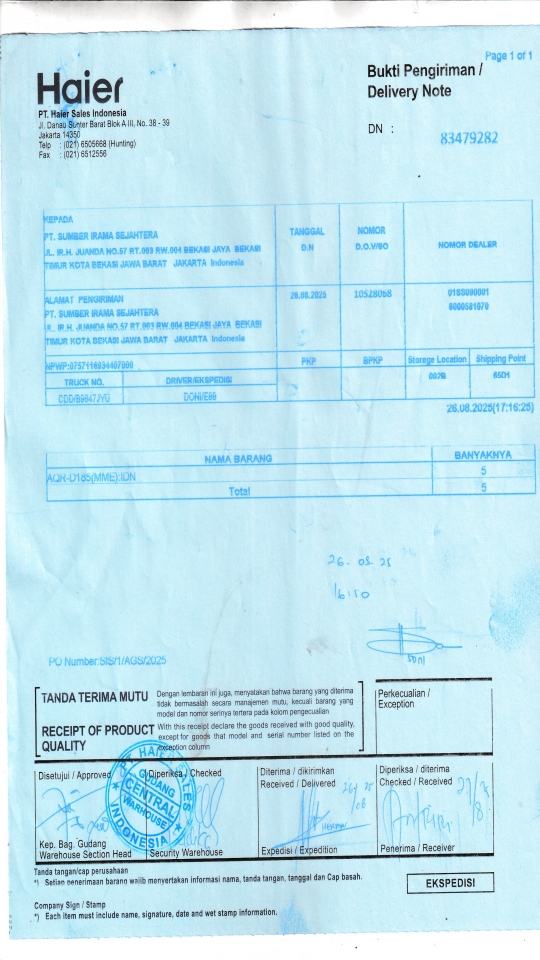 Page 1 of 1
Haier
Bukti Pengiriman /
Delivery Note
PT. Haier Sales Indonesia
Jl. Danau Sunter Barat Blok A III, No. 38 - 39
Jakarta 14350
Telp : (021) 6505668 (Hunting)
Fax : (021) 6512556
DN : 83479282
KEPADA
PT. SUMBER IRAMA SEJAHTERA
JL. IR.H. JUANDA NO.57 RT.003 RW.004 BEKASI JAYA BEKASI
TIMUR KOTA BEKASI JAWA BARAT JAKARTA Indonesia
TANGGAL
D.N
NOMOR
D.O.V/SO
NOMOR DEALER
ALAMAT PENGIRIMAN
PT. SUMBER IRAMA SEJAHTERA
JL. IR.H. JUANDA NO.57 RT.003 RW.004 BEKASI JAYA BEKASI
TIMUR KOTA BEKASI JAWA BARAT JAKARTA Indonesia
26.08.2025
10528068
NPWP:
PKP
BPKP
Storege Location
Shipping Point
TRUCK NO.
DRIVER/EKSPEDISI
002B
65D1
CDD/B9847JYU
DONI/E99
26.08.2025(17:16:25)
NAMA BARANG
BANYAKNYA
AQR-D185(MME):IDN
5
Total
5
26.08.25
16:50
DONI
PO Number:SIS/1/AGS/2025
TANDA TERIMA MUTU
Dengan lembaran ini juga, menyatakan bahwa barang yang diterima
tidak bermasalah secara manajemen mutu, kecuali barang yang
model dan nomor serinya tertera pada kolom pengecualian
RECEIPT OF PRODUCT
QUALITY
With this receipt declare the goods received with good quality,
except for goods that model and serial number listed on the
exception column
Perkecualian /
Exception
Disetujui / Approved
Diperiksa / Checked
Diterima / dikirimkan
Received / Delivered
Diperiksa / diterima
Checked / Received
PT. HAIER SALES
GUDANG
CENTRAL
WARHOUSE
INDONESIA
Kep. Bag. Gudang
Warehouse Section Head
Security Warehouse
Expedisi / Expedition
Penerima / Receiver
Tanda tangan/cap perusahaan
*) Setiap penerimaan barang wajib menyertakan informasi nama, tanda tangan, tanggal dan Cap basah.
EKSPEDISI
Company Sign / Stamp
*) Each item must include name, signature, date and wet stamp information.